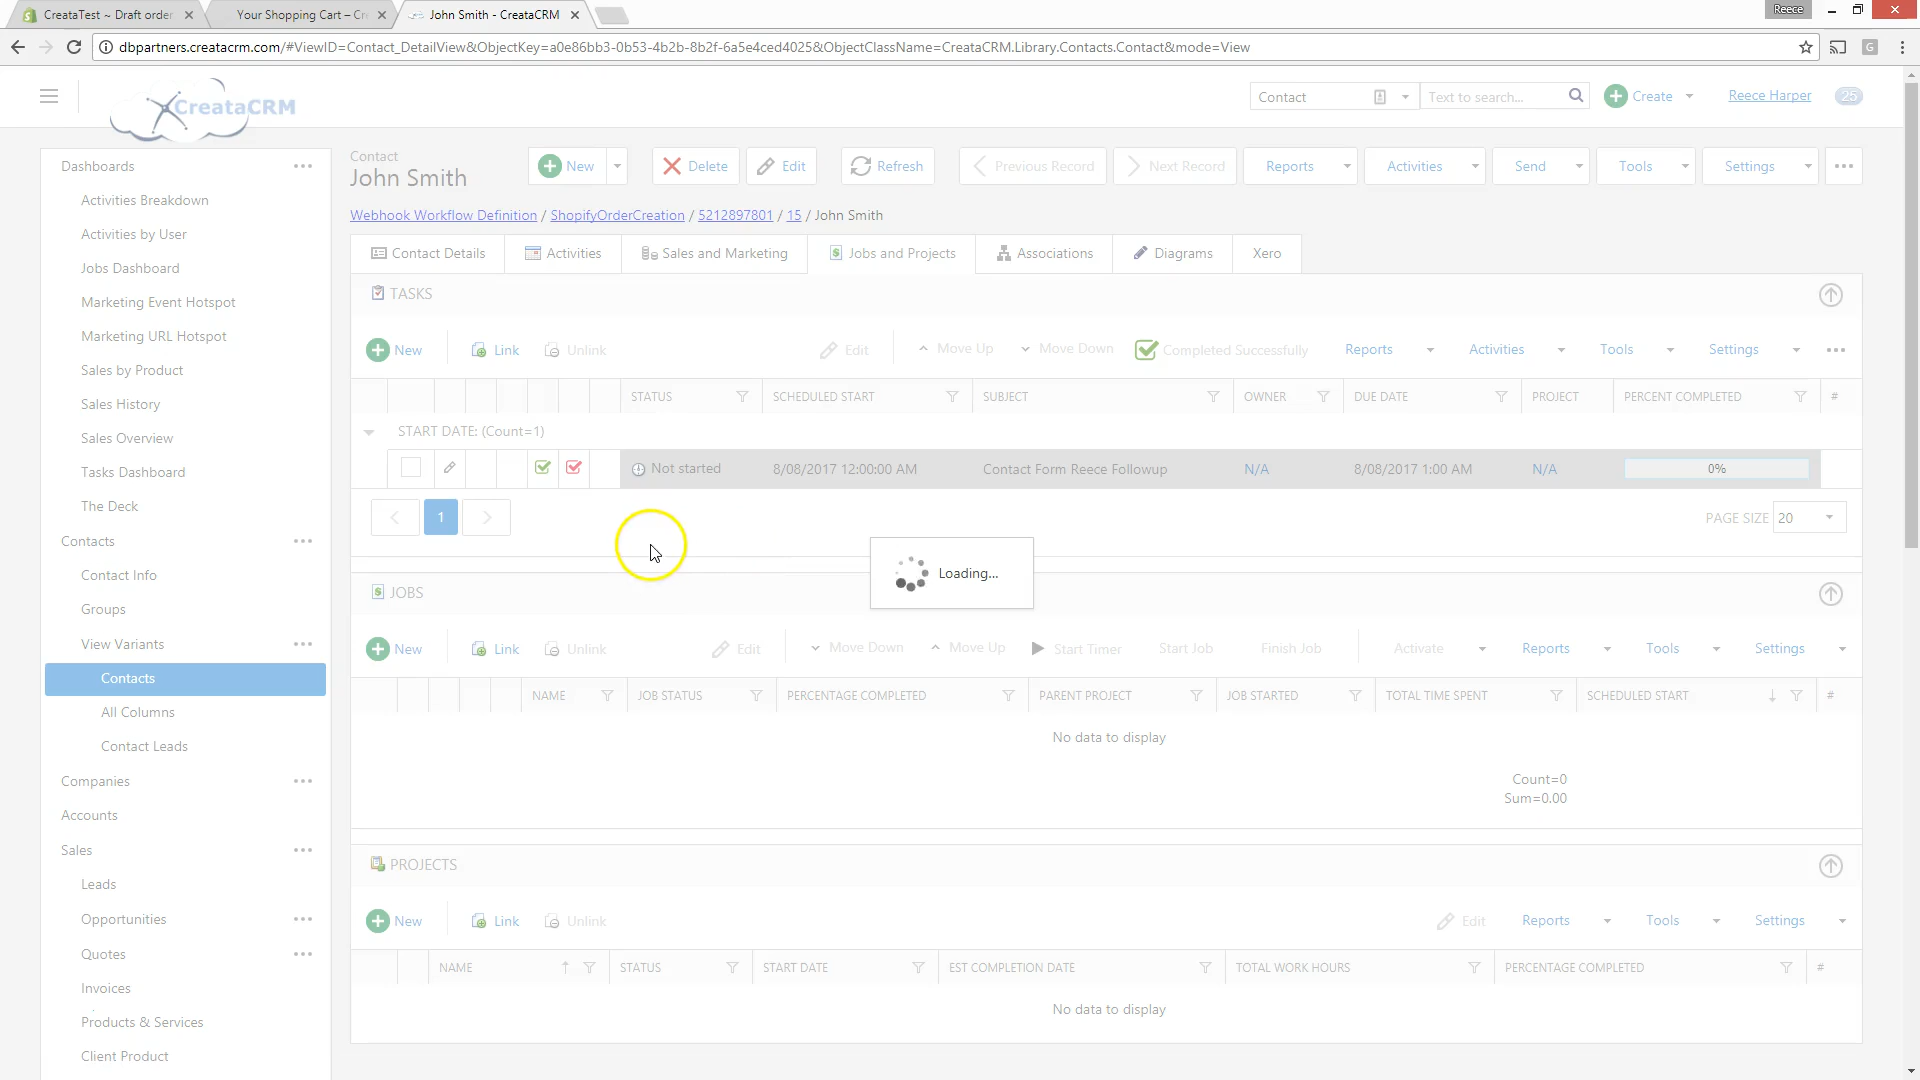 CreataTest ~ Draft order
Your Shopping Cart – Cr
John Smith - CreataCRM
Reece
dbpartners.creatacrm.com/#ViewID=Contact_DetailView&ObjectKey=a0e86bb3-0b53-4b2b-8b2f-6a5e4ced4025&ObjectClassName=CreataCRM.Library.Contacts.Contact&mode=View
G
CreataCRM
Contact
Text to search...
Create
Reece Harper
25
Dashboards
Activities Breakdown
Activities by User
Jobs Dashboard
Marketing Event Hotspot
Marketing URL Hotspot
Sales by Product
Sales History
Sales Overview
Tasks Dashboard
The Deck
Contacts
Contact Info
Groups
View Variants
Contacts
All Columns
Contact Leads
Companies
Accounts
Sales
Leads
Opportunities
Quotes
Invoices
Products & Services
Client Product
Contact
John Smith
New
Delete
Edit
Refresh
Previous Record
Next Record
Reports
Activities
Send
Tools
Settings
Webhook Workflow Definition / ShopifyOrderCreation / 5212897801 / 15 / John Smith
Contact Details
Activities
Sales and Marketing
Jobs and Projects
Associations
Diagrams
Xero
TASKS
New
Link
Unlink
Edit
Move Up
Move Down
Completed Successfully
Reports
Activities
Tools
Settings
STATUS
SCHEDULED START
SUBJECT
OWNER
DUE DATE
PROJECT
PERCENT COMPLETED
#
START DATE: (Count=1)
Not started
8/08/2017 12:00:00 AM
Contact Form Reece Followup
N/A
8/08/2017 1:00 AM
N/A
0%
1
PAGE SIZE
20
Loading...
JOBS
New
Link
Unlink
Edit
Move Down
Move Up
Start Timer
Start Job
Finish Job
Activate
Reports
Tools
Settings
NAME
JOB STATUS
PERCENTAGE COMPLETED
PARENT PROJECT
JOB STARTED
TOTAL TIME SPENT
SCHEDULED START
#
No data to display
Count=0
Sum=0.00
PROJECTS
New
Link
Unlink
Edit
Reports
Tools
Settings
NAME
STATUS
START DATE
EST COMPLETION DATE
TOTAL WORK HOURS
PERCENTAGE COMPLETED
#
No data to display